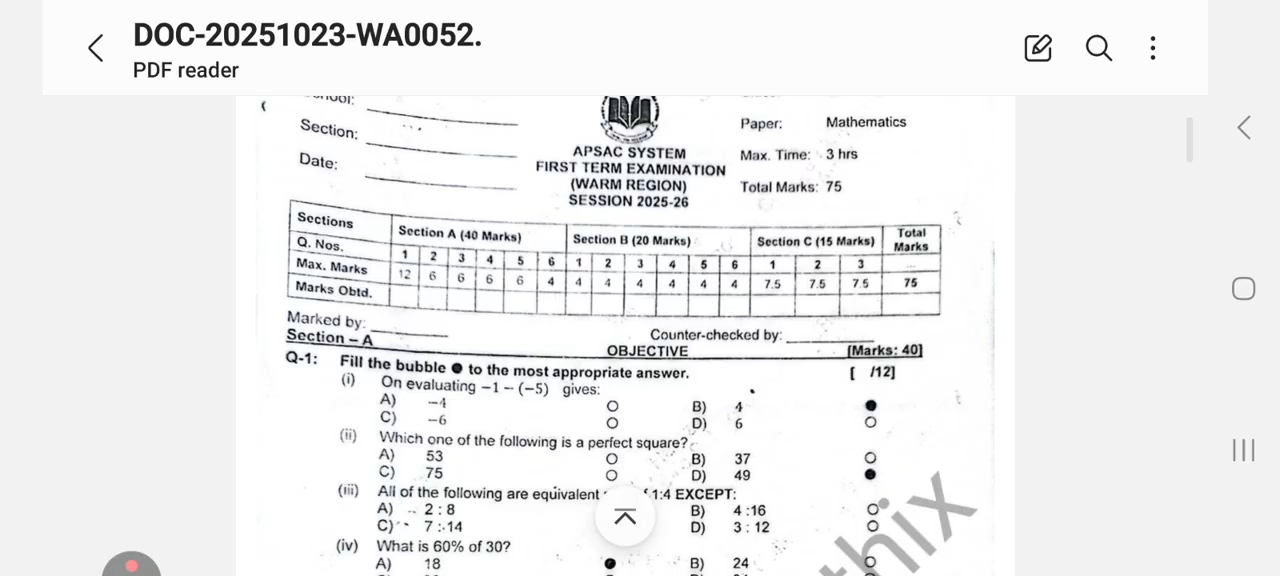 DOC-20251023-WA0052.
PDF reader
Section:
Date:
Paper: Mathematics
Max. Time: 3 hrs
Total Marks: 75
APSAC SYSTEM
FIRST TERM EXAMINATION
(WARM REGION)
SESSION 2025-26
Sections Section A (40 Marks) Section B (20 Marks) Section C (15 Marks) Total Marks
Q. Nos. 1 2 3 4 5 6 1 2 3 4 5 6 1 2 3
Max. Marks 12 6 6 6 6 4 4 4 4 4 4 4 7.5 7.5 7.5 75
Marks Obtd.
Marked by: Counter-checked by:
Section – A OBJECTIVE [Marks: 40]
Q-1: Fill the bubble ● to the most appropriate answer. [ /12]
(i) On evaluating −1 − (−5) gives:
A) −4 B) 4
C) −6 D) 6
(ii) Which one of the following is a perfect square?
A) 53 B) 37
C) 75 D) 49
(iii) All of the following are equivalent 1:4 EXCEPT:
A) 2 : 8 B) 4 :16
C) 7 : 14 D) 3 : 12
(iv) What is 60% of 30?
A) 18 B) 24
hix